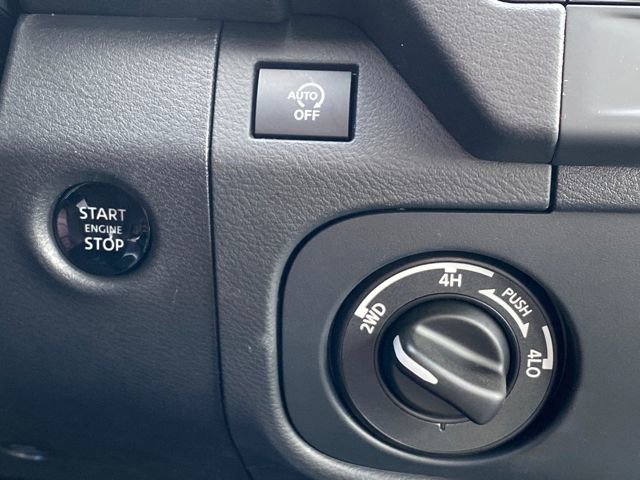 AUTO
OFF
START
ENGINE
STOP
2WD
4H
PUSH
4LO